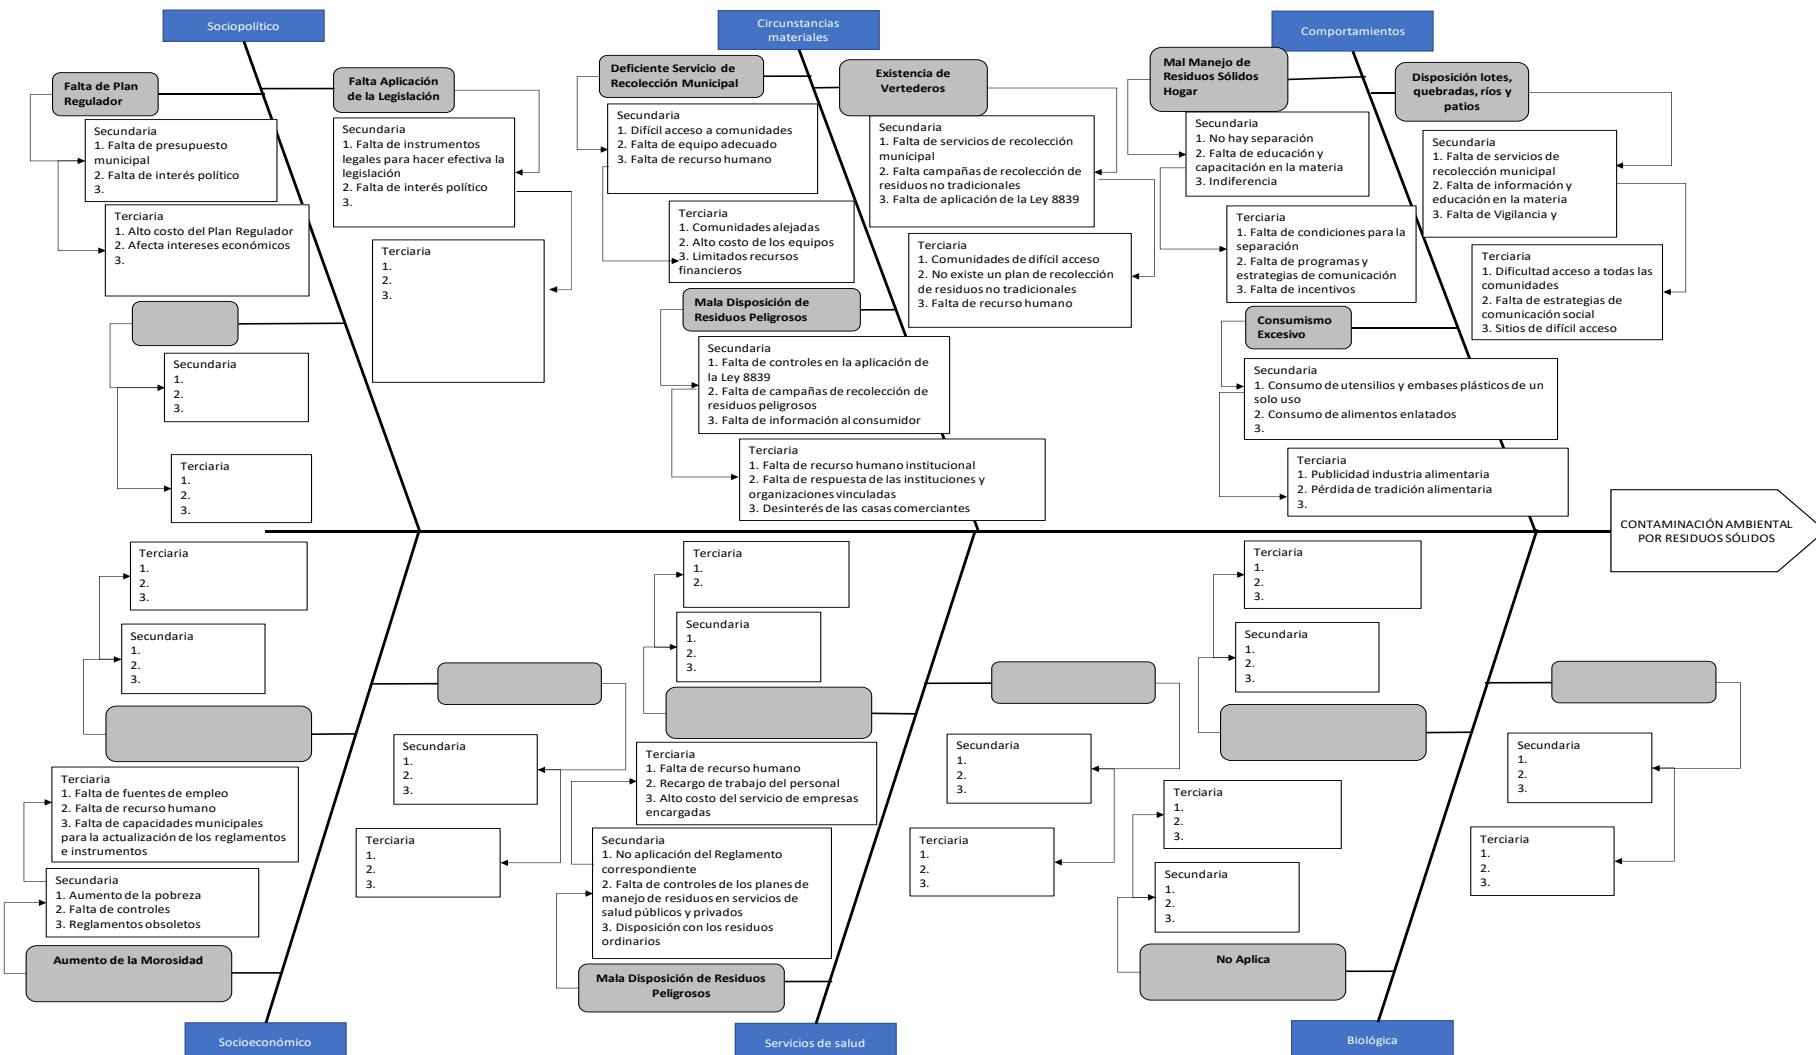 Sociopolítico
Circunstancias
materiales
Comportamientos
Falta de Plan
Regulador
Secundaria
1. Falta de presupuesto
municipal
2. Falta de interés político
3.
Terciaria
1. Alto costo del Plan Regulador
2. Afecta intereses económicos
3.
Falta Aplicación
de la Legislación
Secundaria
1. Falta de instrumentos
legales para hacer efectiva la
legislación
2. Falta de interés político
3.
Terciaria
1.
2.
3.
Secundaria
1.
2.
3.
Terciaria
1.
2.
3.
Deficiente Servicio de
Recolección Municipal
Secundaria
1. Difícil acceso a comunidades
2. Falta de equipo adecuado
3. Falta de recurso humano
Terciaria
1. Comunidades alejadas
2. Alto costo de los equipos
3. Limitados recursos
financieros
Existencia de
Vertederos
Secundaria
1. Falta de servicios de recolección
municipal
2. Falta campañas de recolección de
residuos no tradicionales
3. Falta de aplicación de la Ley 8839
Terciaria
1. Comunidades de difícil acceso
2. No existe un plan de recolección
de residuos no tradicionales
3. Falta de recurso humano
Mala Disposición de
Residuos Peligrosos
Secundaria
1. Falta de controles en la aplicación de
la Ley 8839
2. Falta de campañas de recolección de
residuos peligrosos
3. Falta de información al consumidor
Terciaria
1. Falta de recurso humano institucional
2. Falta de respuesta de las instituciones y
organizaciones vinculadas
3. Desinterés de las casas comerciantes
Mal Manejo de
Residuos Sólidos
Hogar
Secundaria
1. No hay separación
2. Falta de educación y
capacitación en la materia
3. Indiferencia
Terciaria
1. Falta de condiciones para la
separación
2. Falta de programas y
estrategias de comunicación
3. Falta de incentivos
Disposición lotes,
quebradas, ríos y
patios
Secundaria
1. Falta de servicios de
recolección municipal
2. Falta de información y
educación en la materia
3. Falta de Vigilancia y
Terciaria
1. Dificultad acceso a todas las
comunidades
2. Falta de estrategias de
comunicación social
3. Sitios de difícil acceso
Consumismo
Excesivo
Secundaria
1. Consumo de utensilios y embases plásticos de un
solo uso
2. Consumo de alimentos enlatados
3.
Terciaria
1. Publicidad industria alimentaria
2. Pérdida de tradición alimentaria
3.
CONTAMINACIÓN AMBIENTAL
POR RESIDUOS SÓLIDOS
Terciaria
1.
2.
3.
Secundaria
1.
2.
3.
Secundaria
1.
2.
3.
Terciaria
1.
2.
3.
Terciaria
1. Falta de fuentes de empleo
2. Falta de recurso humano
3. Falta de capacidades municipales
para la actualización de los reglamentos
e instrumentos
Secundaria
1. Aumento de la pobreza
2. Falta de controles
3. Reglamentos obsoletos
Aumento de la Morosidad
Socioeconómico
Terciaria
1.
2.
Secundaria
1.
2.
3.
Secundaria
1.
2.
3.
Terciaria
1.
2.
3.
Terciaria
1. Falta de recurso humano
2. Recargo de trabajo del personal
3. Alto costo del servicio de empresas
encargadas
Secundaria
1. No aplicación del Reglamento
correspondiente
2. Falta de controles de los planes de
manejo de residuos en servicios de
salud públicos y privados
3. Disposición con los residuos
ordinarios
Mala Disposición de Residuos
Peligrosos
Servicios de salud
Terciaria
1.
2.
3.
Secundaria
1.
2.
3.
Secundaria
1.
2.
3.
Terciaria
1.
2.
3.
Terciaria
1.
2.
3.
Secundaria
1.
2.
3.
No Aplica
Biológica